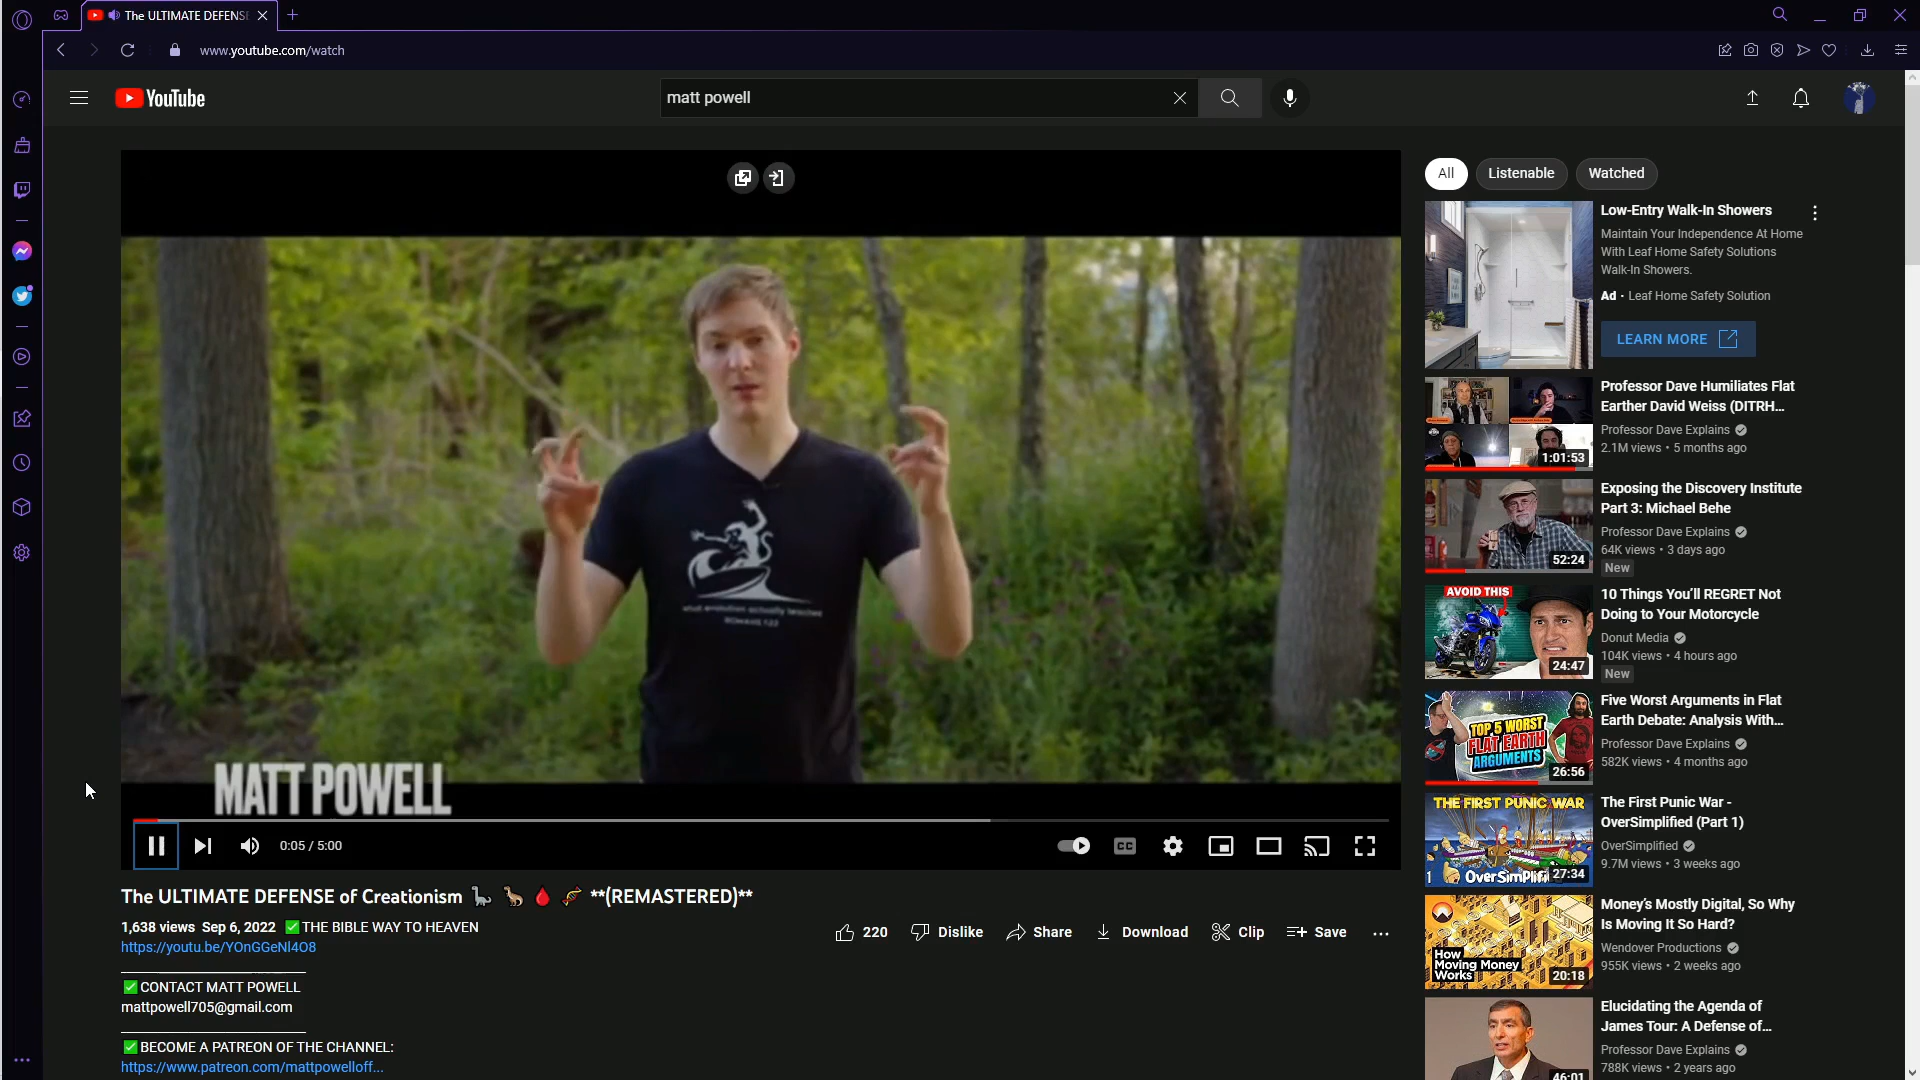 The ULTIMATE DEFENSE
www.youtube.com/watch
YouTube
matt powell
MATT POWELL
0:05 / 5:00
CC
The ULTIMATE DEFENSE of Creationism 🦕 🦖 🩸 🧬 **(REMASTERED)**
1,638 views Sep 6, 2022 ✅ THE BIBLE WAY TO HEAVEN
https://youtu.be/YOnGGeNl4O8
✅ CONTACT MATT POWELL
mattpowell705@gmail.com
✅ BECOME A PATREON OF THE CHANNEL:
https://www.patreon.com/mattpowelloff...
220 Dislike Share Download Clip Save
All Listenable Watched
Low-Entry Walk-In Showers
Maintain Your Independence At Home
With Leaf Home Safety Solutions
Walk-In Showers.
Ad · Leaf Home Safety Solution
LEARN MORE
1:01:53
Professor Dave Humiliates Flat
Earther David Weiss (DITRH...
Professor Dave Explains
2.1M views • 5 months ago
52:24
Exposing the Discovery Institute
Part 3: Michael Behe
Professor Dave Explains
64K views • 3 days ago
New
AVOID THIS
24:47
10 Things You'll REGRET Not
Doing to Your Motorcycle
Donut Media
104K views • 4 hours ago
New
TOP 5 WORST
FLAT EARTH
ARGUMENTS
26:56
Five Worst Arguments in Flat
Earth Debate: Analysis With...
Professor Dave Explains
582K views • 4 months ago
THE FIRST PUNIC WAR
1 OverSimplified
27:34
The First Punic War -
OverSimplified (Part 1)
OverSimplified
9.7M views • 3 weeks ago
How
Moving Money
Works
20:18
Money's Mostly Digital, So Why
Is Moving It So Hard?
Wendover Productions
955K views • 2 weeks ago
46:01
Elucidating the Agenda of
James Tour: A Defense of...
Professor Dave Explains
788K views • 2 years ago